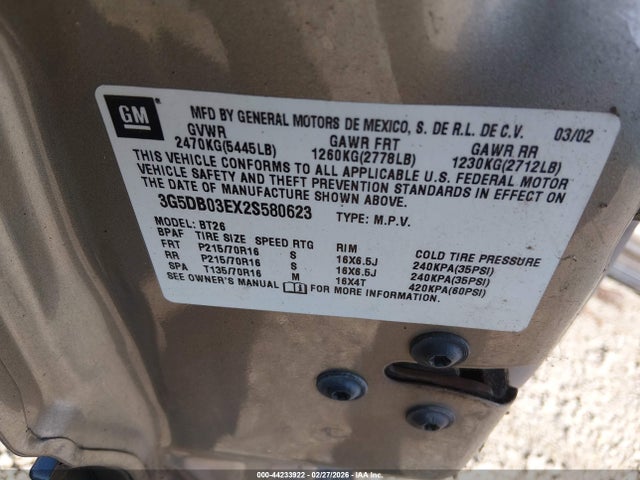 GM
MFD BY GENERAL MOTORS DE MEXICO, S. DE R.L. DE C.V. 03/02
GVWR GAWR FRT GAWR RR
2470KG(5445LB) 1260KG(2778LB) 1230KG(2712LB)
THIS VEHICLE CONFORMS TO ALL APPLICABLE U.S. FEDERAL MOTOR
VEHICLE SAFETY AND THEFT PREVENTION STANDARDS IN EFFECT ON
THE DATE OF MANUFACTURE SHOWN ABOVE.
3G5DB03EX2S580623 TYPE: M.P.V.
MODEL: BT26
BPAF TIRE SIZE SPEED RTG RIM COLD TIRE PRESSURE
FRT P215/70R16 S 16X6.5J 240KPA(35PSI)
RR P215/70R16 S 16X6.5J 240KPA(35PSI)
SPA T135/70R16 M 16X4T 420KPA(60PSI)
SEE OWNER'S MANUAL FOR MORE INFORMATION.
000-44233922 - 02/27/2026 - IAA Inc.